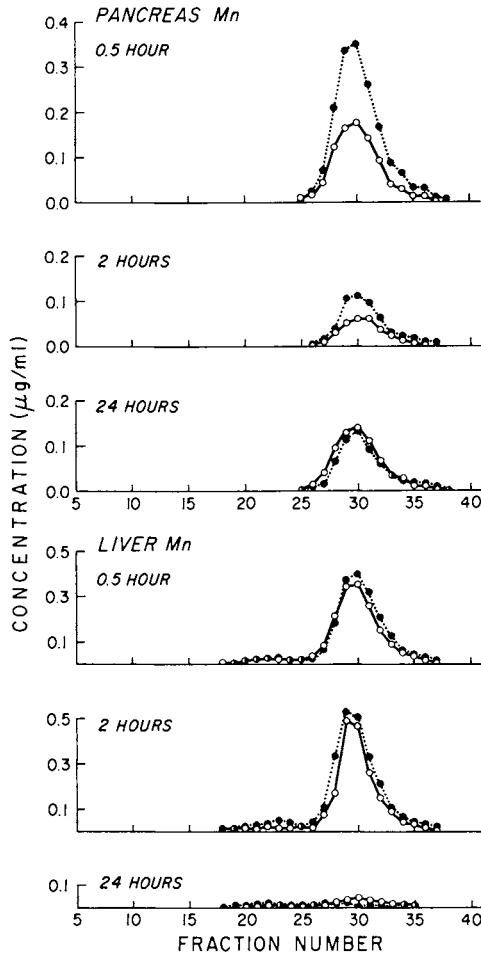 PANCREAS Mn
0.4
0.5 HOUR
0.3
0.2
0.1
0.0
0.2
2 HOURS
0.1
0.0
0.2
24 HOURS
0.1
0.0
5 10 15 20 25 30 35 40
CONCENTRATION (μg/ml)
LIVER Mn
0.5
0.5 HOUR
0.3
0.1
2 HOURS
0.5
0.3
0.1
24 HOURS
0.1
5 10 15 20 25 30 35 40
FRACTION NUMBER